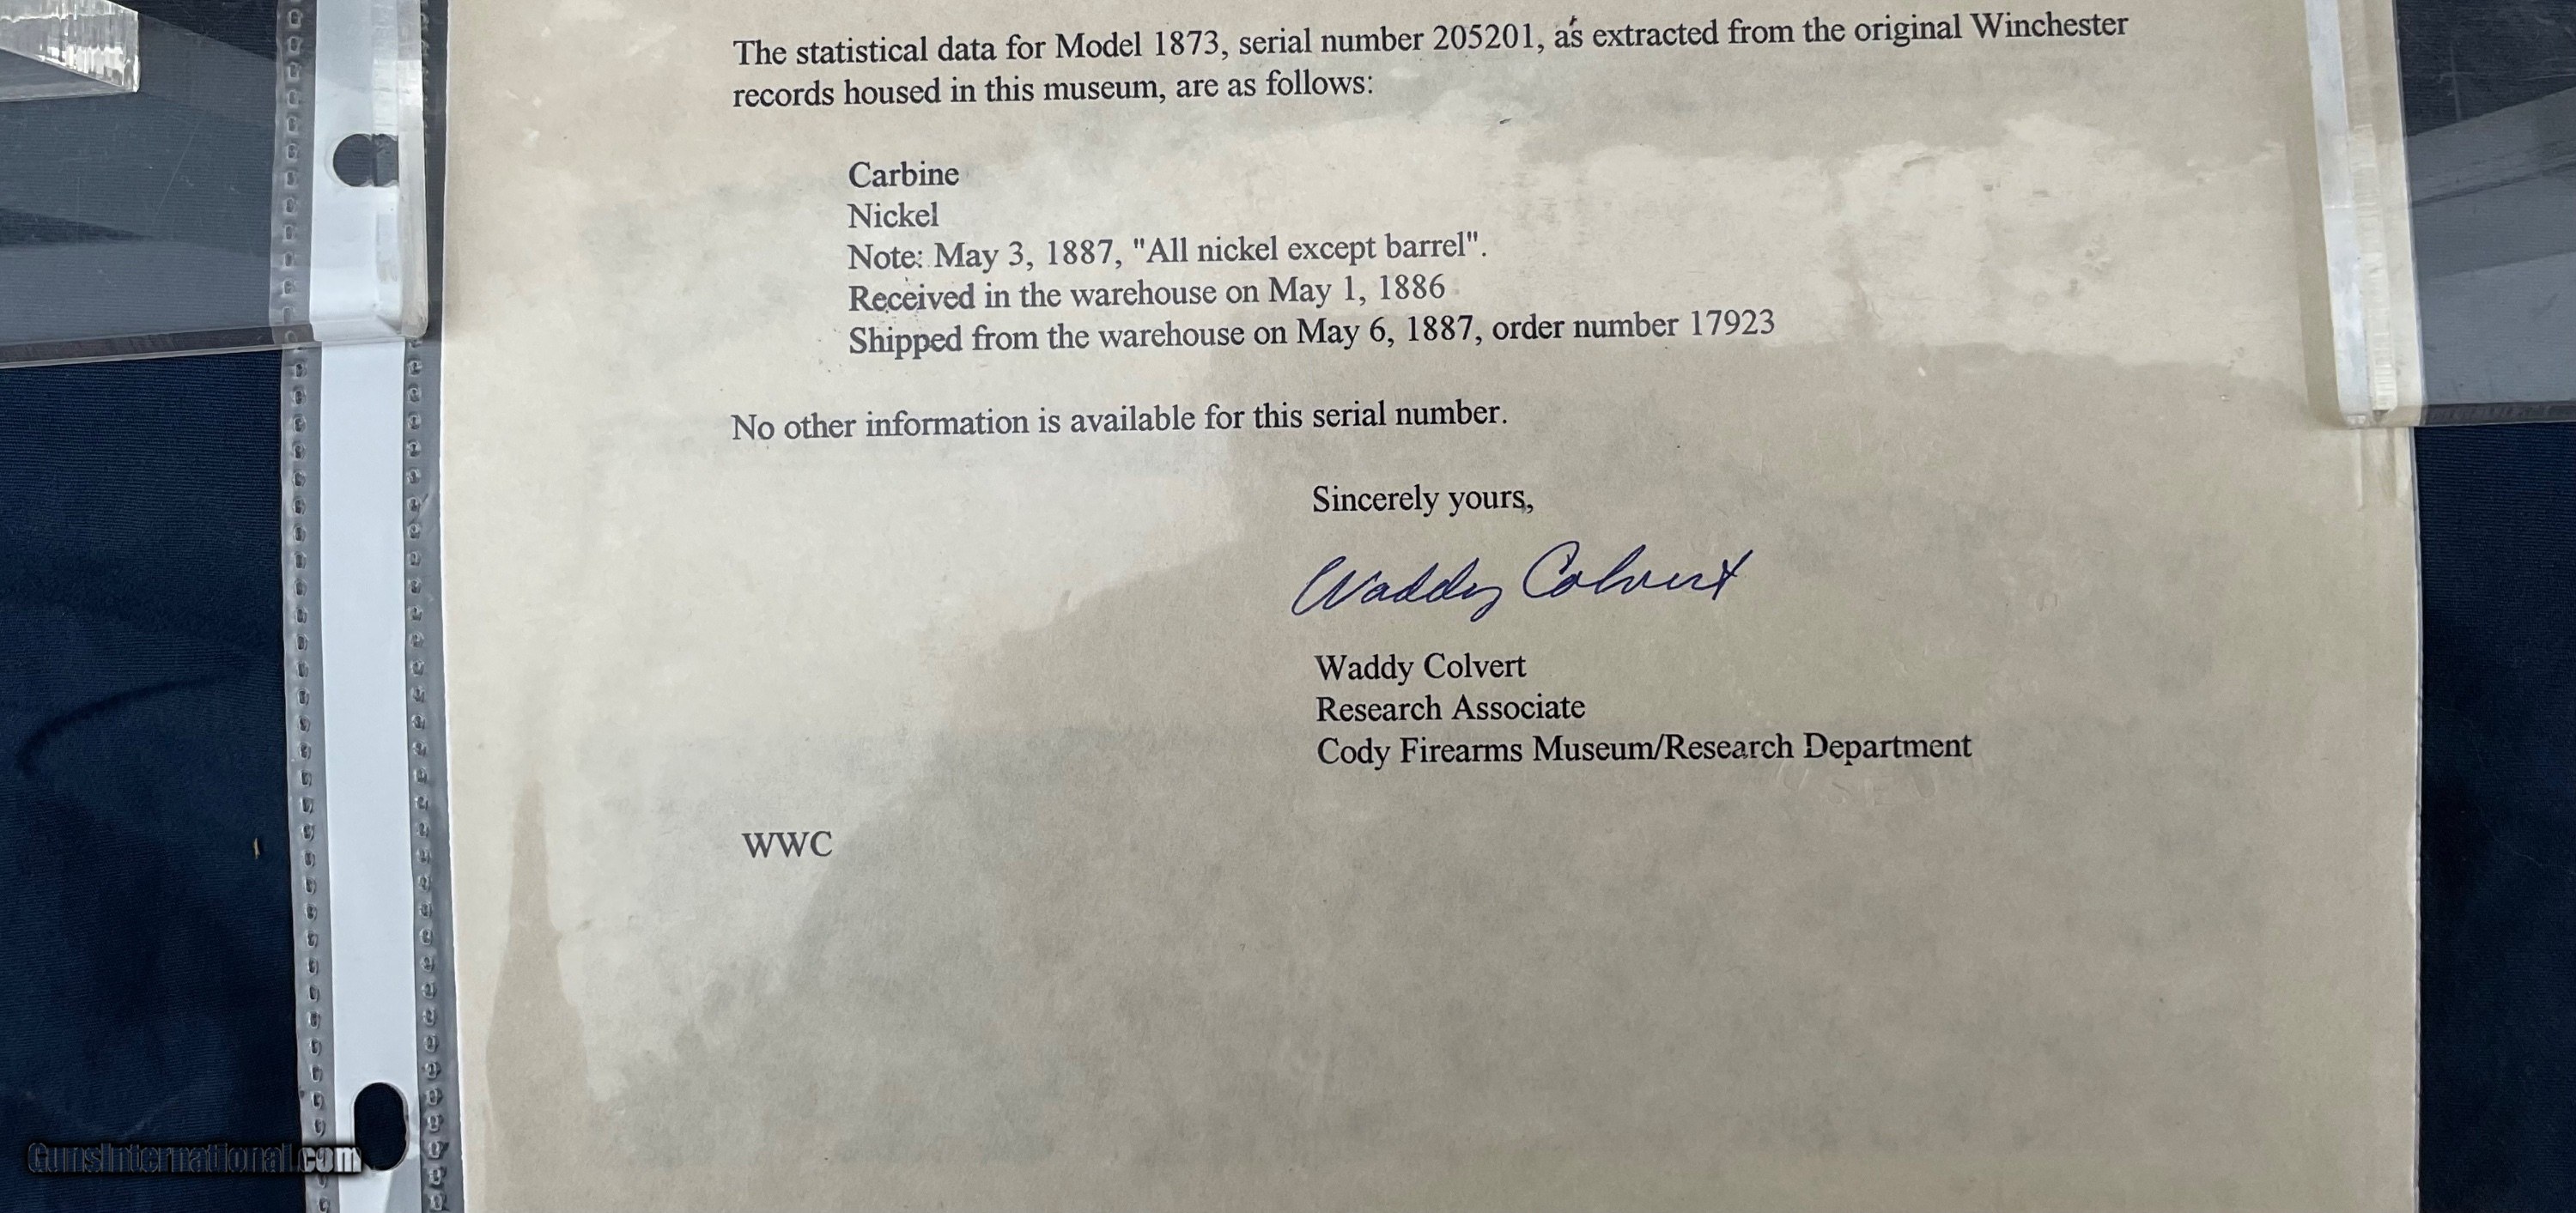 The statistical data for Model 1873, serial number 205201, as extracted from the original Winchester
records housed in this museum, are as follows:
Carbine
Nickel
Note: May 3, 1887, "All nickel except barrel".
Received in the warehouse on May 1, 1886
Shipped from the warehouse on May 6, 1887, order number 17923
No other information is available for this serial number.
Sincerely yours,
Waddy Colvert
Waddy Colvert
Research Associate
Cody Firearms Museum/Research Department
WWC
GunsInternational.com